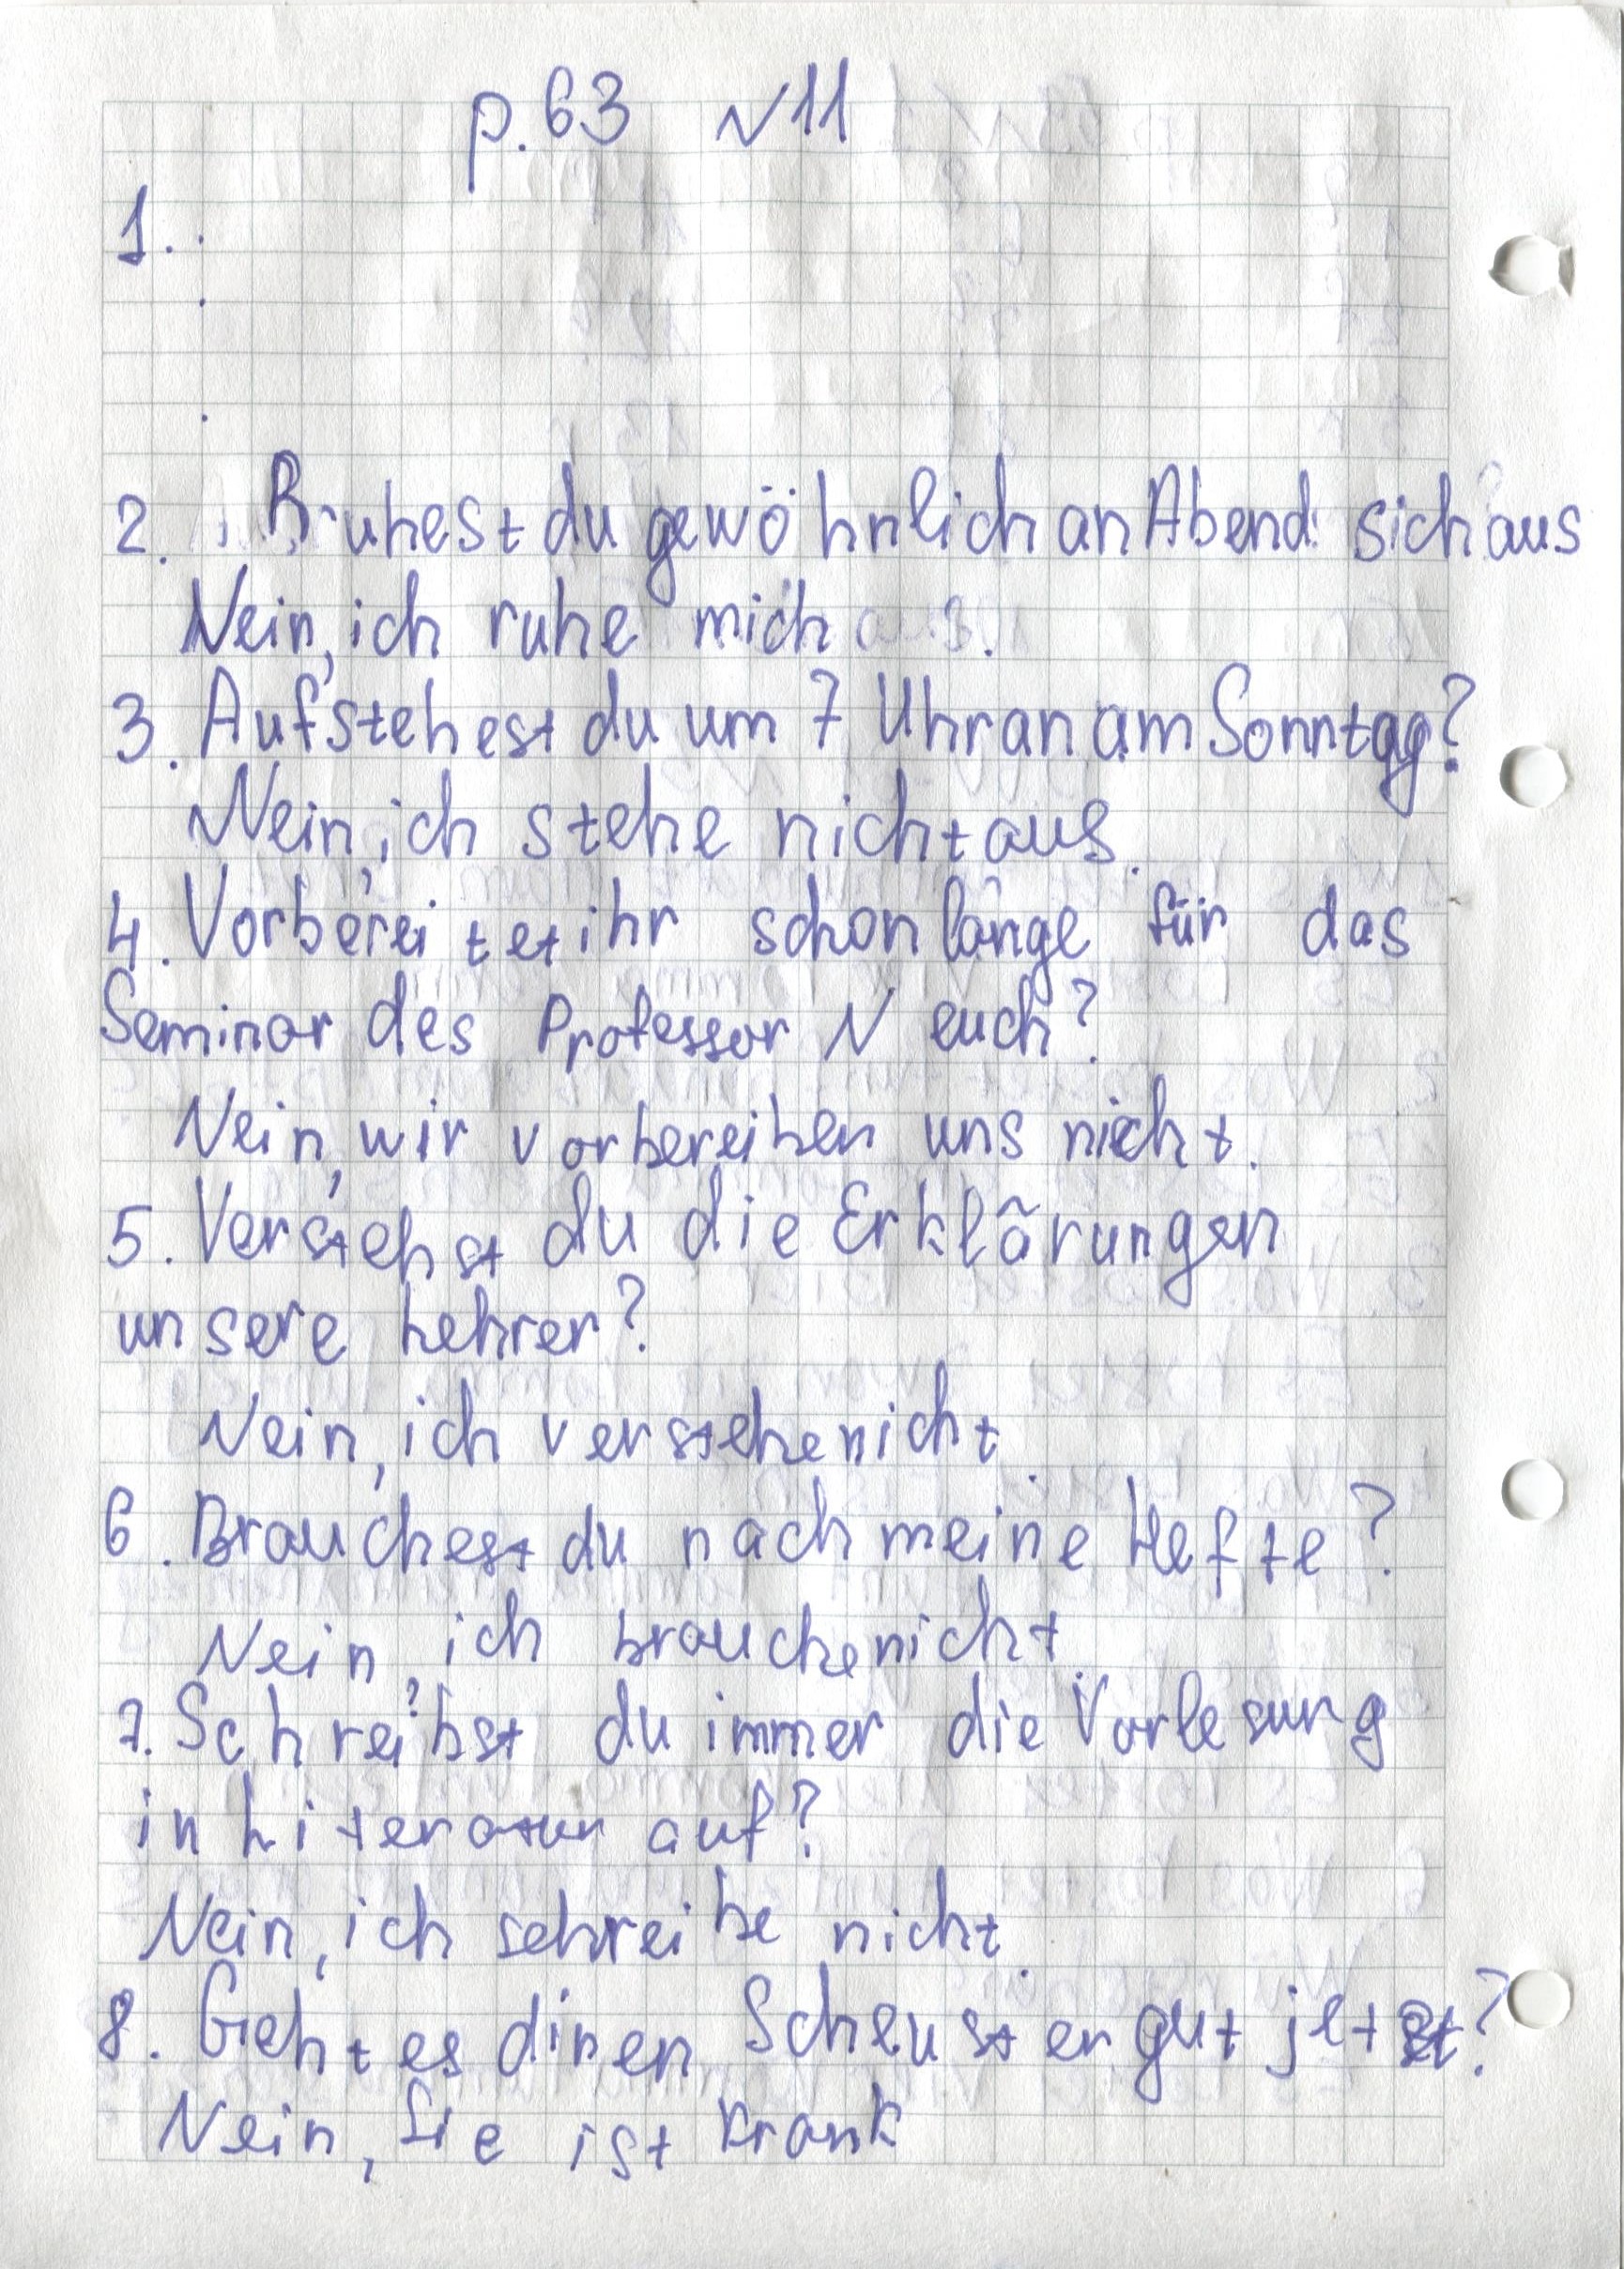 p.63 N11
1.
2. Ruhest du gewöhnlich an Abend sich aus
Nein, ich ruhe mich aus.
3. Aufstehest du um 7 Uhr an am Sonntag?
Nein, ich stehe nicht aus.
4. Vorbereitet ihr schon lange für das
Seminar des Professor N euch?
Nein, wir vorbereiten uns nicht.
5. Verstehst du die Erklärungen
unsere Lehrer?
Nein, ich verstehe nicht.
6. Brauchest du nach meine Hefte?
Nein, ich brauche nicht.
7. Schreibst du immer die Vorlesung
in Literatur auf?
Nein, ich schreibe nicht.
8. Geht es dinen Scheuster gut jetzt?
Nein, Sie ist krank